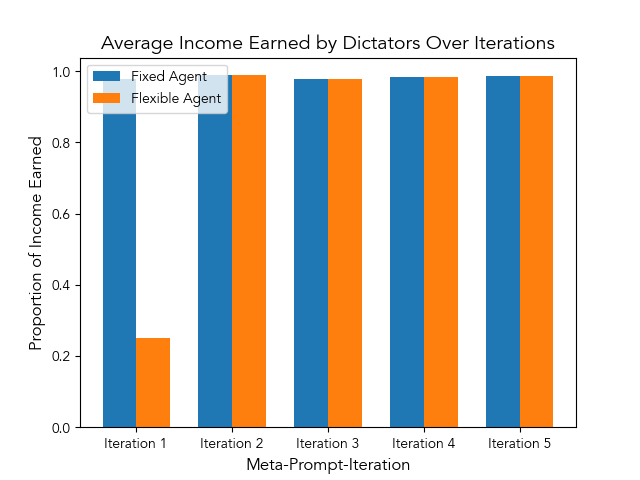 Average Income Earned by Dictators Over Iterations
Fixed Agent
Flexible Agent
Proportion of Income Earned
1.0
0.8
0.6
0.4
0.2
0.0
Iteration 1
Iteration 2
Iteration 3
Iteration 4
Iteration 5
Meta-Prompt-Iteration